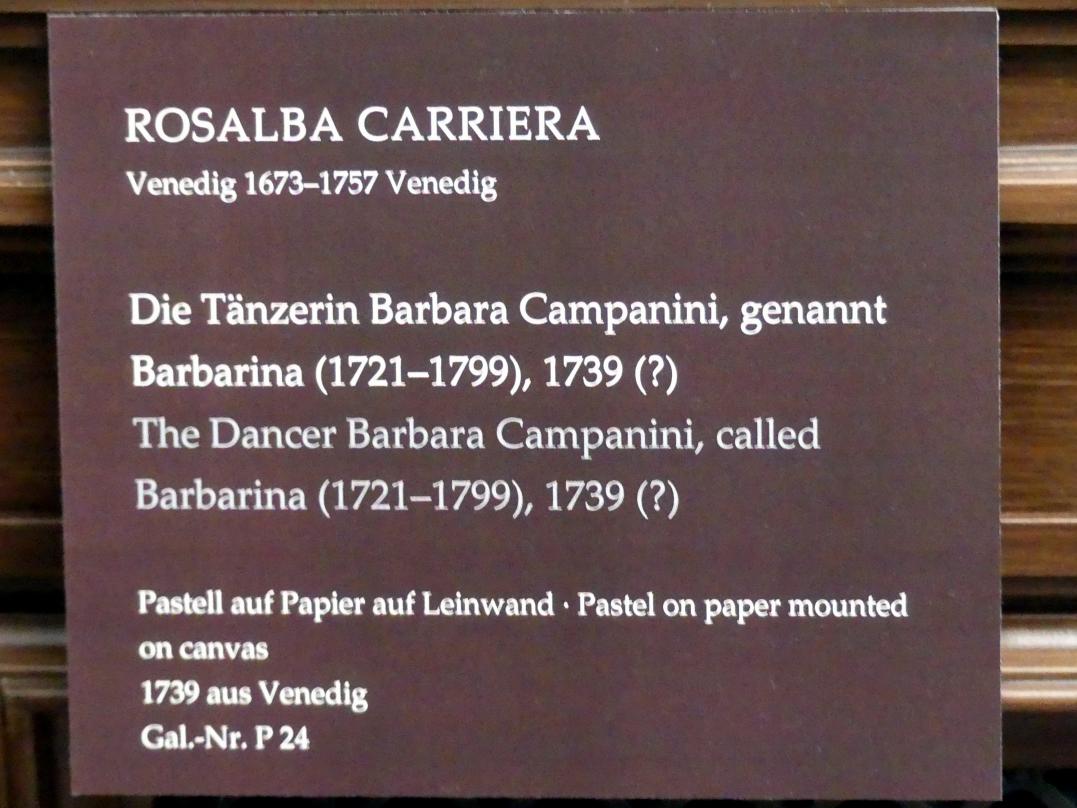 ROSALBA CARRIERA
Venedig 1673–1757 Venedig
Die Tänzerin Barbara Campanini, genannt
Barbarina (1721–1799), 1739 (?)
The Dancer Barbara Campanini, called
Barbarina (1721–1799), 1739 (?)
Pastell auf Papier auf Leinwand · Pastel on paper mounted
on canvas
1739 aus Venedig
Gal.-Nr. P 24